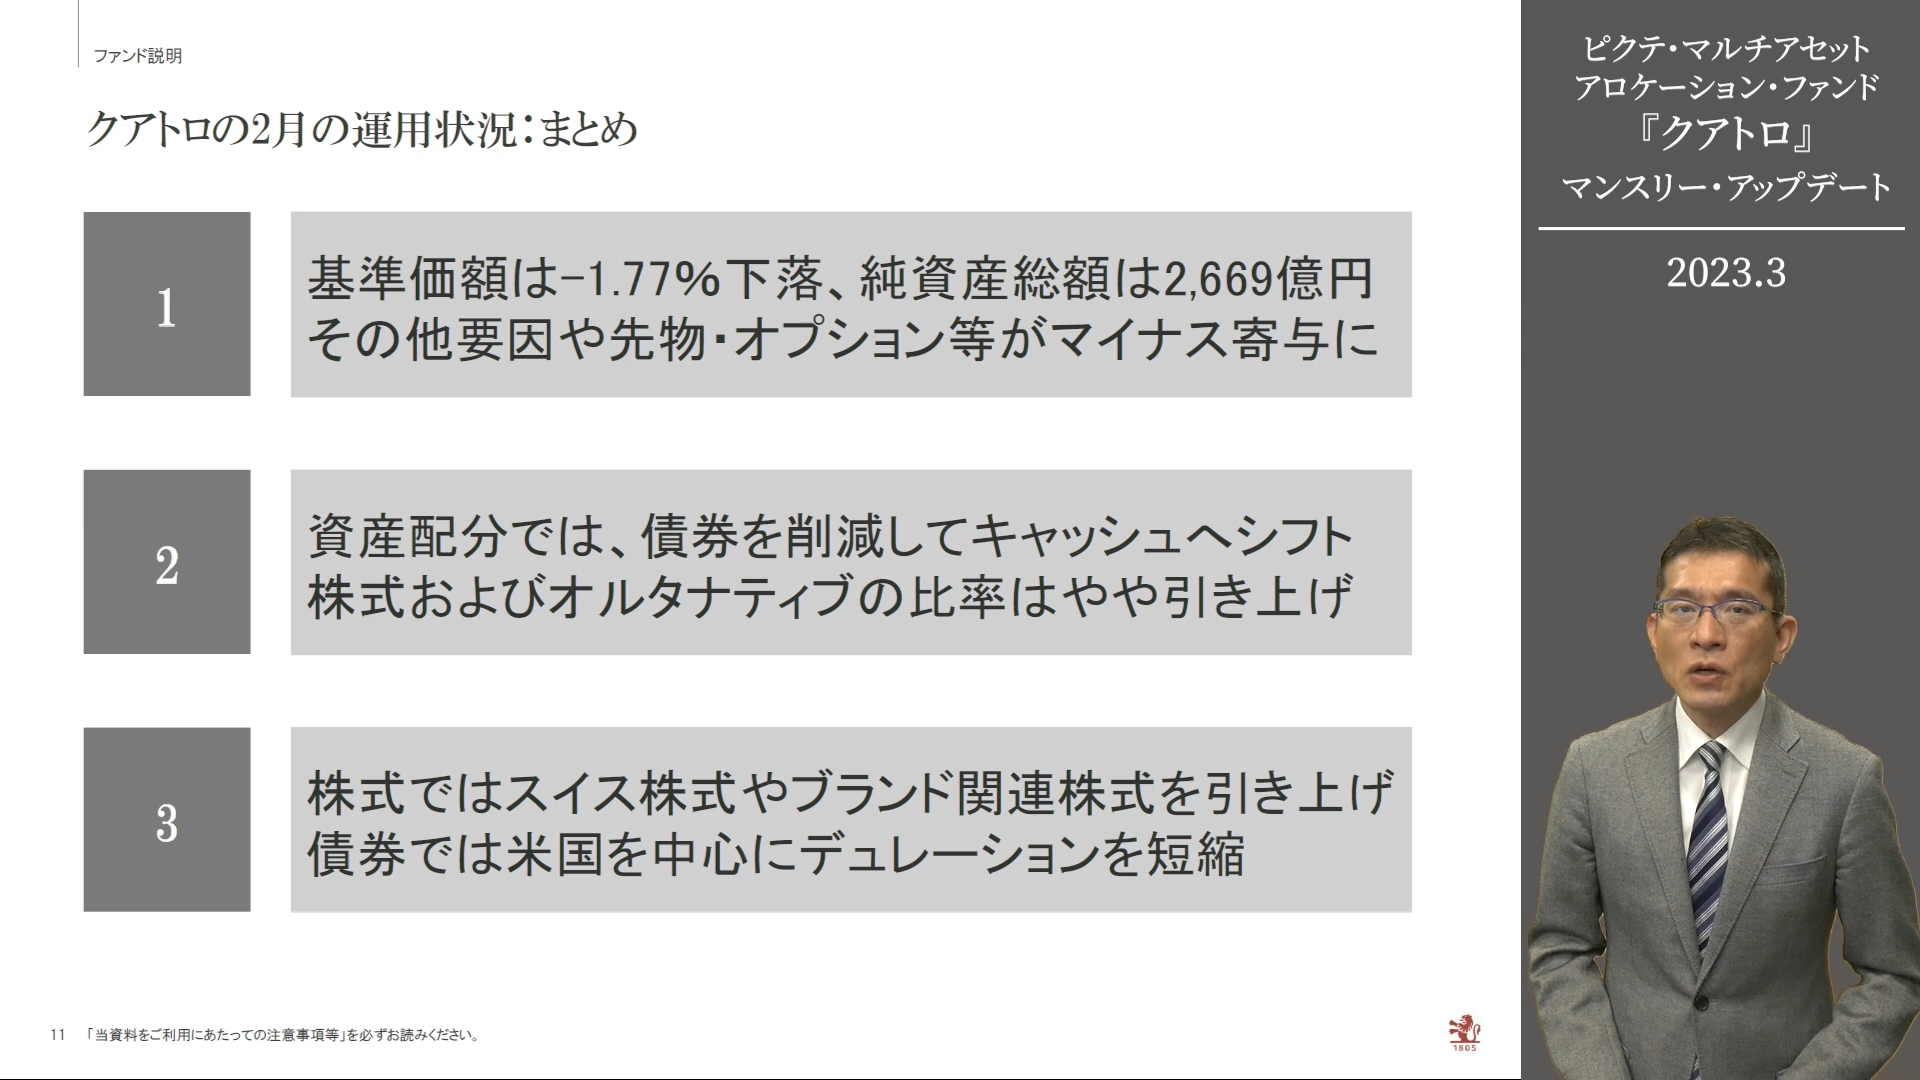 ファンド説明
クアトロの2月の運用状況：まとめ
1
基準価額は−1.77％下落、純資産総額は2,669億円
その他要因や先物・オプション等がマイナス寄与に
2
資産配分では、債券を削減してキャッシュへシフト
株式およびオルタナティブの比率はやや引き上げ
3
株式ではスイス株式やブランド関連株式を引き上げ
債券では米国を中心にデュレーションを短縮
11 「当資料をご利用にあたっての注意事項等」を必ずお読みください。
1805
ピクテ・マルチアセット
アロケーション・ファンド
『クアトロ』
マンスリー・アップデート
2023.3